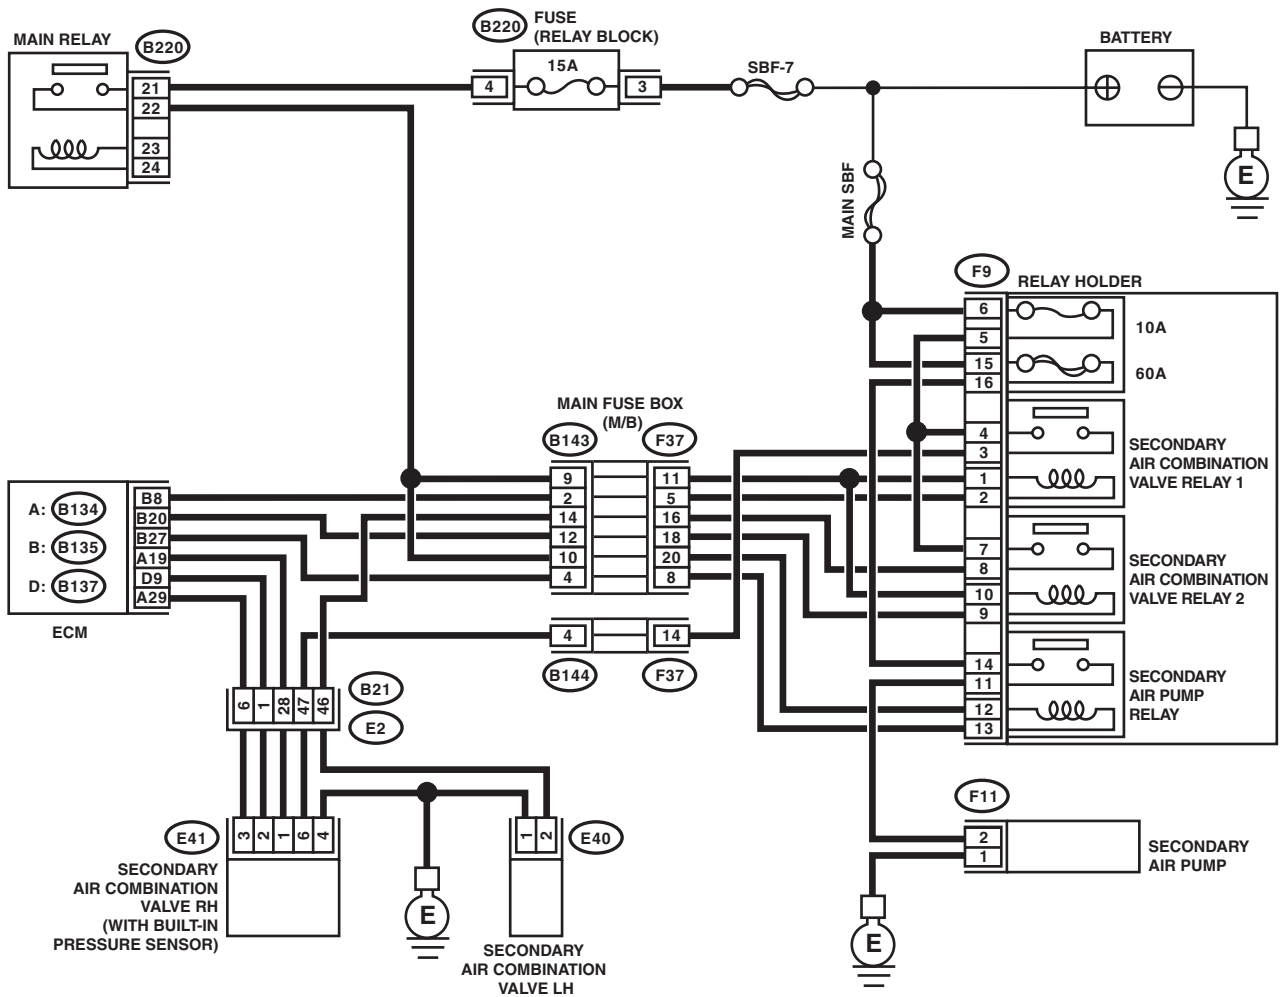 MAIN RELAY
B220
21
22
23
24
B220
FUSE
(RELAY BLOCK)
15A
4
3
SBF-7
BATTERY
E
MAIN SBF
F9
RELAY HOLDER
6
5
15
16
10A
60A
4
3
1
2
SECONDARY
AIR COMBINATION
VALVE RELAY 1
7
8
10
9
SECONDARY
AIR COMBINATION
VALVE RELAY 2
14
11
12
13
SECONDARY
AIR PUMP
RELAY
MAIN FUSE BOX
(M/B)
B143
F37
9
2
14
12
10
4
11
5
16
18
20
8
4
14
B144
F37
A: B134
B: B135
D: B137
B8
B20
B27
A19
D9
A29
ECM
6
1
28
47
46
B21
E2
E41
3
2
1
6
4
SECONDARY
AIR COMBINATION
VALVE RH
(WITH BUILT-IN
PRESSURE SENSOR)
E
1
2
E40
SECONDARY
AIR COMBINATION
VALVE LH
F11
2
1
SECONDARY
AIR PUMP
E